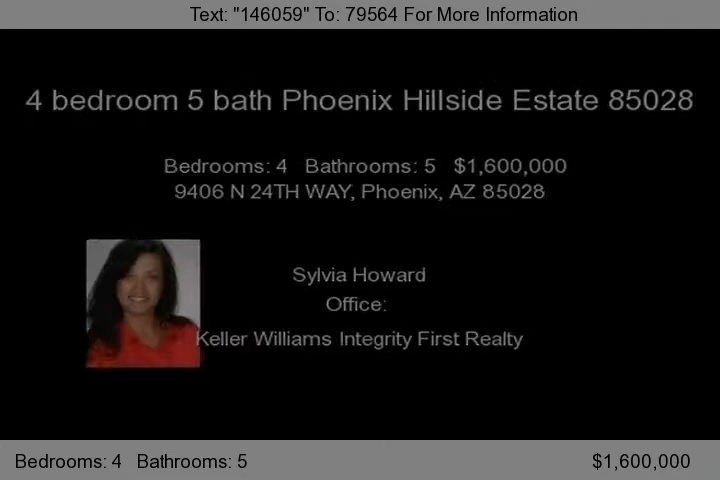 Text: "146059" To: 79564 For More Information
4 bedroom 5 bath Phoenix Hillside Estate 85028
Bedrooms: 4 Bathrooms: 5 $1,600,000
9406 N 24TH WAY, Phoenix, AZ 85028
Sylvia Howard
Office:
Keller Williams Integrity First Realty
Bedrooms: 4 Bathrooms: 5 $1,600,000